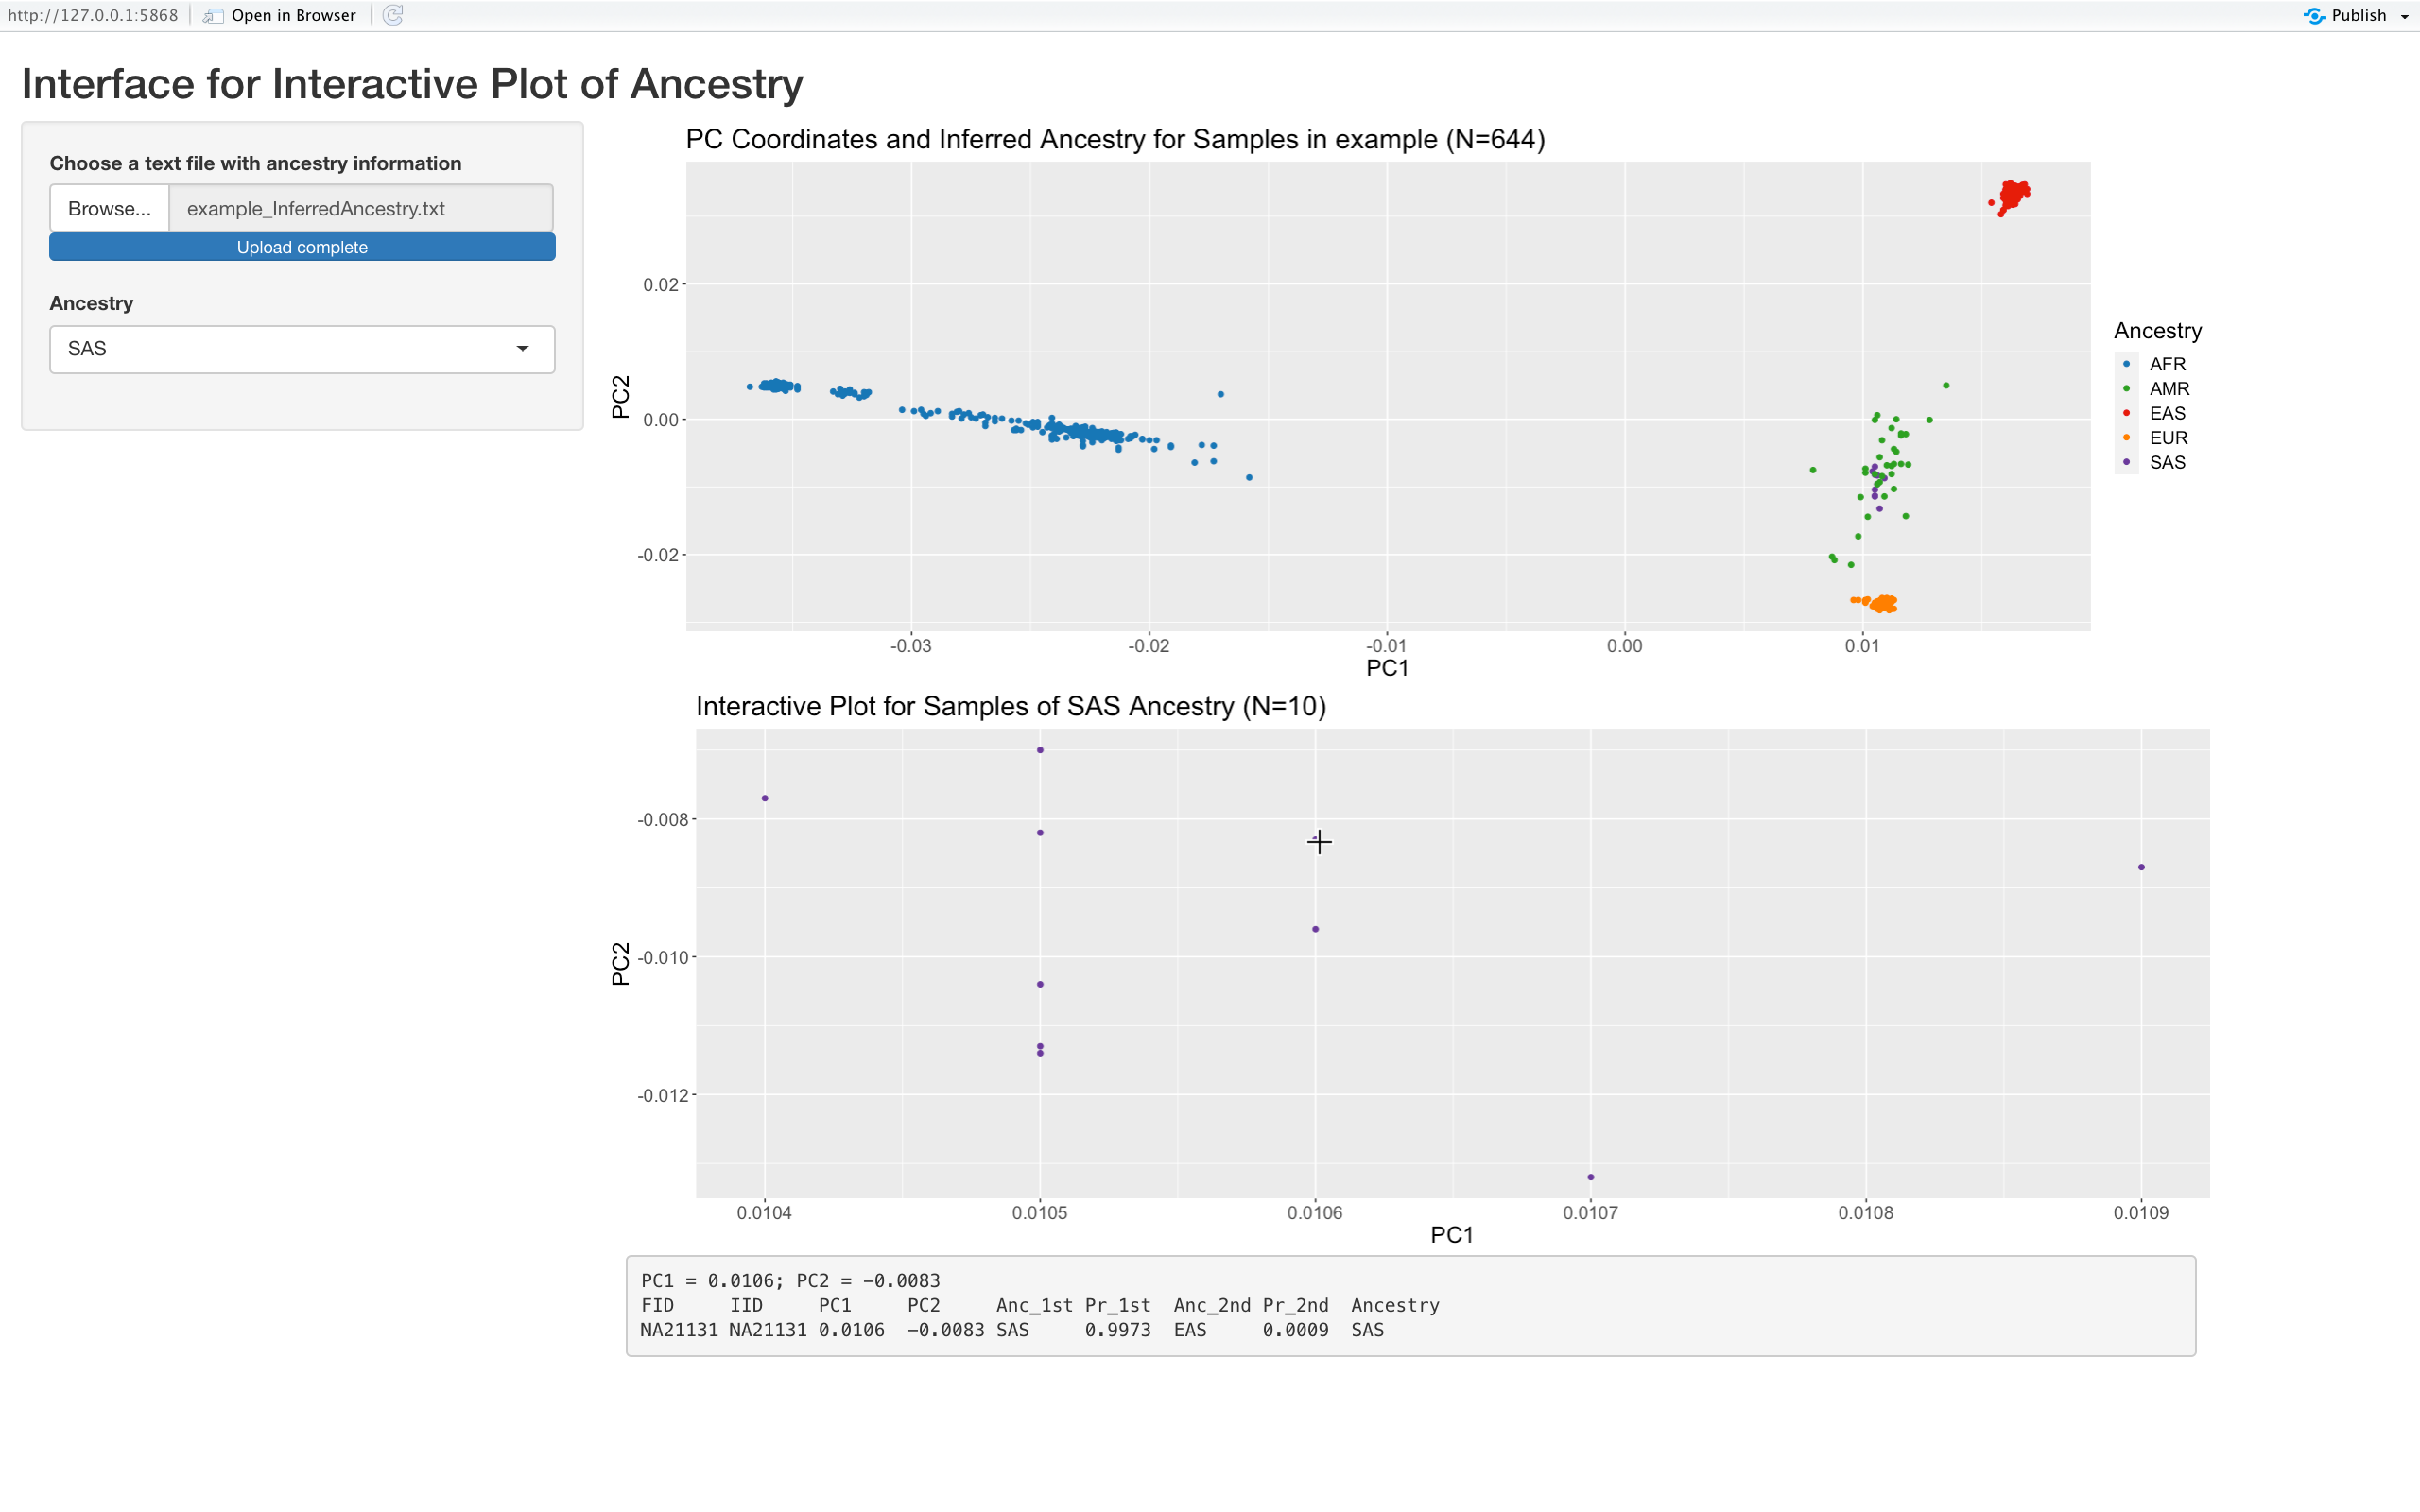 http://127.0.0.1:5868 Open in Browser Publish
Interface for Interactive Plot of Ancestry
Choose a text file with ancestry information
Browse... example_InferredAncestry.txt
Upload complete
Ancestry
SAS
PC Coordinates and Inferred Ancestry for Samples in example (N=644)
0.02
0.00
-0.02
PC2
-0.03 -0.02 -0.01 0.00 0.01
PC1
Ancestry
AFR
AMR
EAS
EUR
SAS
Interactive Plot for Samples of SAS Ancestry (N=10)
-0.008
-0.010
-0.012
PC2
0.0104 0.0105 0.0106 0.0107 0.0108 0.0109
PC1
PC1 = 0.0106; PC2 = −0.0083
FID IID PC1 PC2 Anc_1st Pr_1st Anc_2nd Pr_2nd Ancestry
NA21131 NA21131 0.0106 −0.0083 SAS 0.9973 EAS 0.0009 SAS